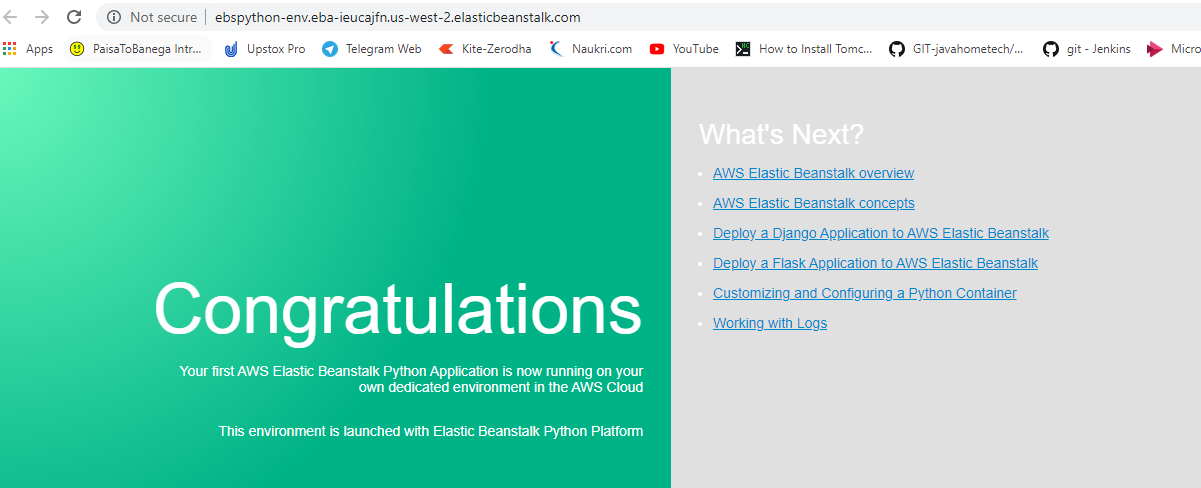 Not secure | ebspython-env.eba-ieucajfn.us-west-2.elasticbeanstalk.com
Apps PaisaToBanega Intr... Upstox Pro Telegram Web Kite-Zerodha Naukri.com YouTube How to Install Tomc... GIT-javahometech/... git - Jenkins Micro
Congratulations
Your first AWS Elastic Beanstalk Python Application is now running on your
own dedicated environment in the AWS Cloud
This environment is launched with Elastic Beanstalk Python Platform
What's Next?
AWS Elastic Beanstalk overview
AWS Elastic Beanstalk concepts
Deploy a Django Application to AWS Elastic Beanstalk
Deploy a Flask Application to AWS Elastic Beanstalk
Customizing and Configuring a Python Container
Working with Logs